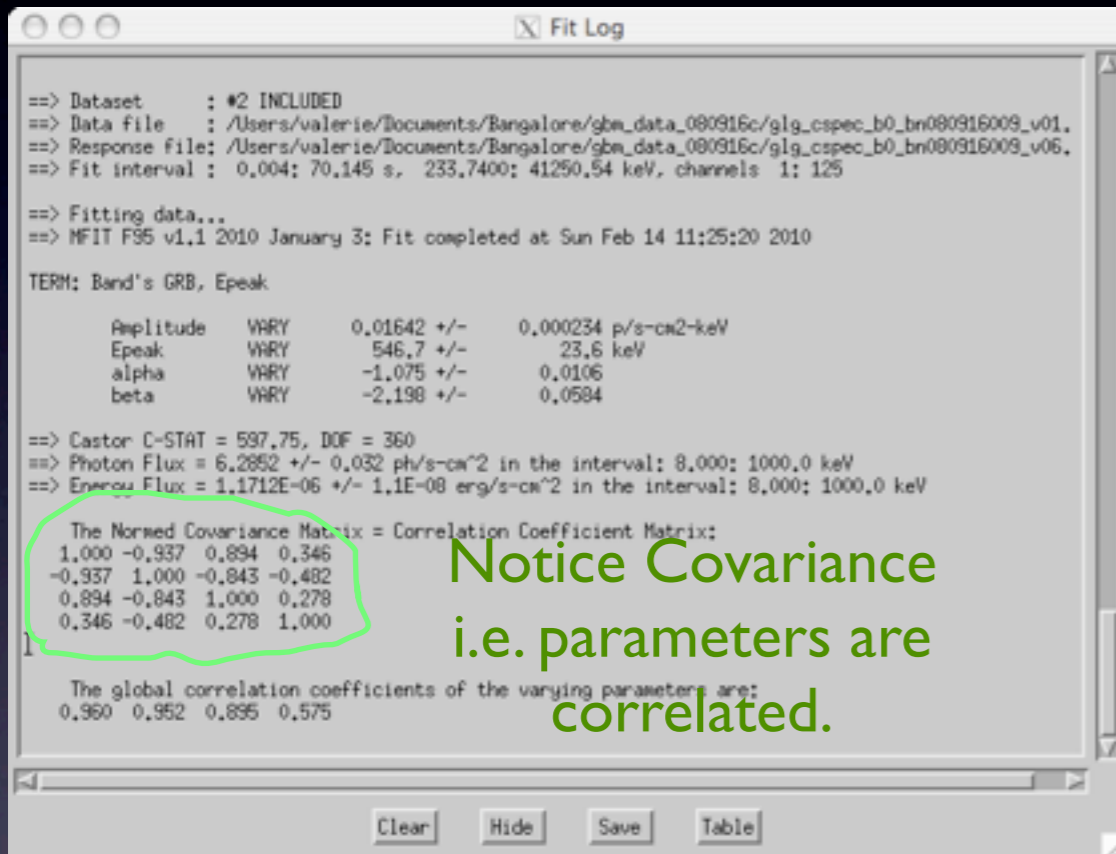 X Fit Log
==> Dataset : #2 INCLUDED
==> Data file : /Users/valerie/Documents/Bangalore/gbm_data_080916c/glg_cspec_b0_bn080916009_v01.
==> Response file: /Users/valerie/Documents/Bangalore/gbm_data_080916c/glg_cspec_b0_bn080916009_v06.
==> Fit interval : 0.004: 70.145 s, 233.7400: 41250.54 keV, channels 1: 125
==> Fitting data...
==> MFIT F95 v1.1 2010 January 3: Fit completed at Sun Feb 14 11:25:20 2010
TERM: Band's GRB, Epeak
Amplitude VARY 0.01642 +/- 0.000234 p/s-cm2-keV
Epeak VARY 546.7 +/- 23.6 keV
alpha VARY -1.075 +/- 0.0106
beta VARY -2.198 +/- 0.0584
==> Castor C-STAT = 597.75, DOF = 360
==> Photon Flux = 6.2852 +/- 0.032 ph/s-cm^2 in the interval: 8.000: 1000.0 keV
==> Energy Flux = 1.1712E-06 +/- 1.1E-08 erg/s-cm^2 in the interval: 8.000: 1000.0 keV
The Normed Covariance Matrix = Correlation Coefficient Matrix:
1.000 -0.937 0.894 0.346
-0.937 1.000 -0.843 -0.482
0.894 -0.843 1.000 0.278
0.346 -0.482 0.278 1.000
Notice Covariance
i.e. parameters are
correlated.
The global correlation coefficients of the varying parameters are:
0.960 0.952 0.895 0.575
Clear Hide Save Table